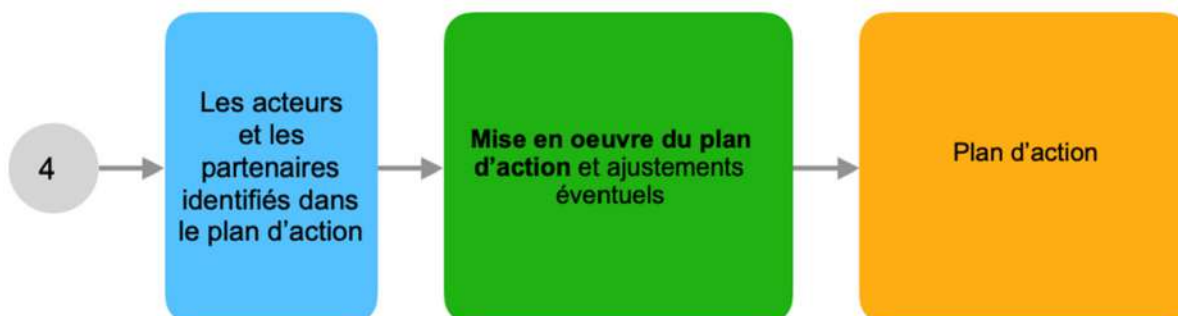 4
Les acteurs
et les
partenaires
identifiés dans
le plan d'action
Mise en oeuvre du plan
d'action et ajustements
éventuels
Plan d'action